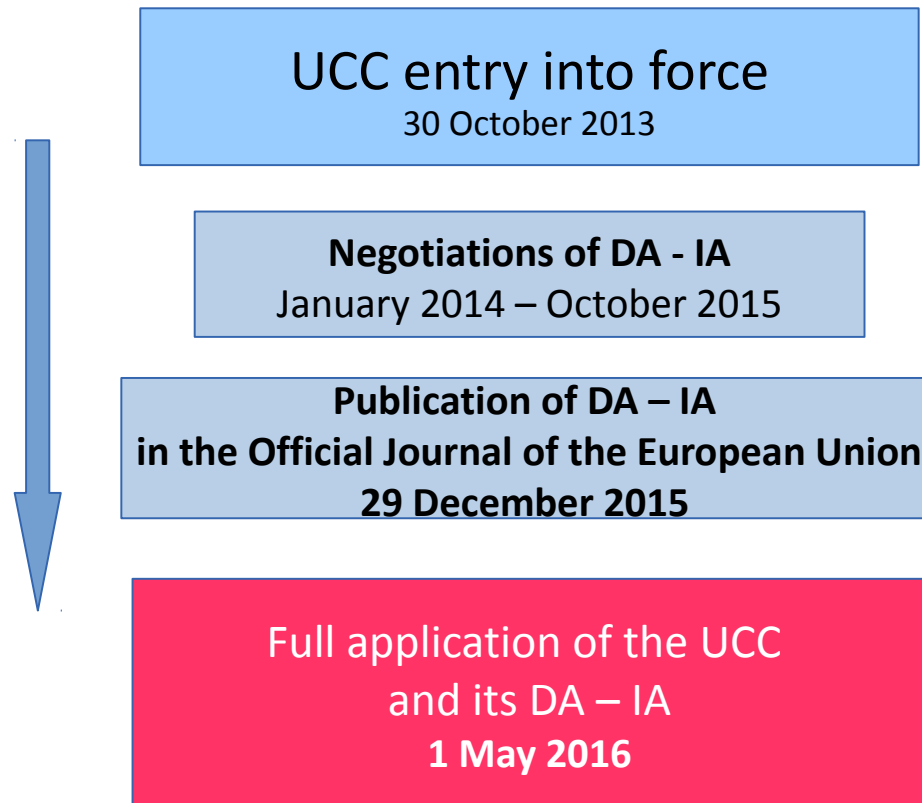 UCC entry into force
30 October 2013
Negotiations of DA - IA
January 2014 – October 2015
Publication of DA – IA
in the Official Journal of the European Union
29 December 2015
Full application of the UCC
and its DA – IA
1 May 2016